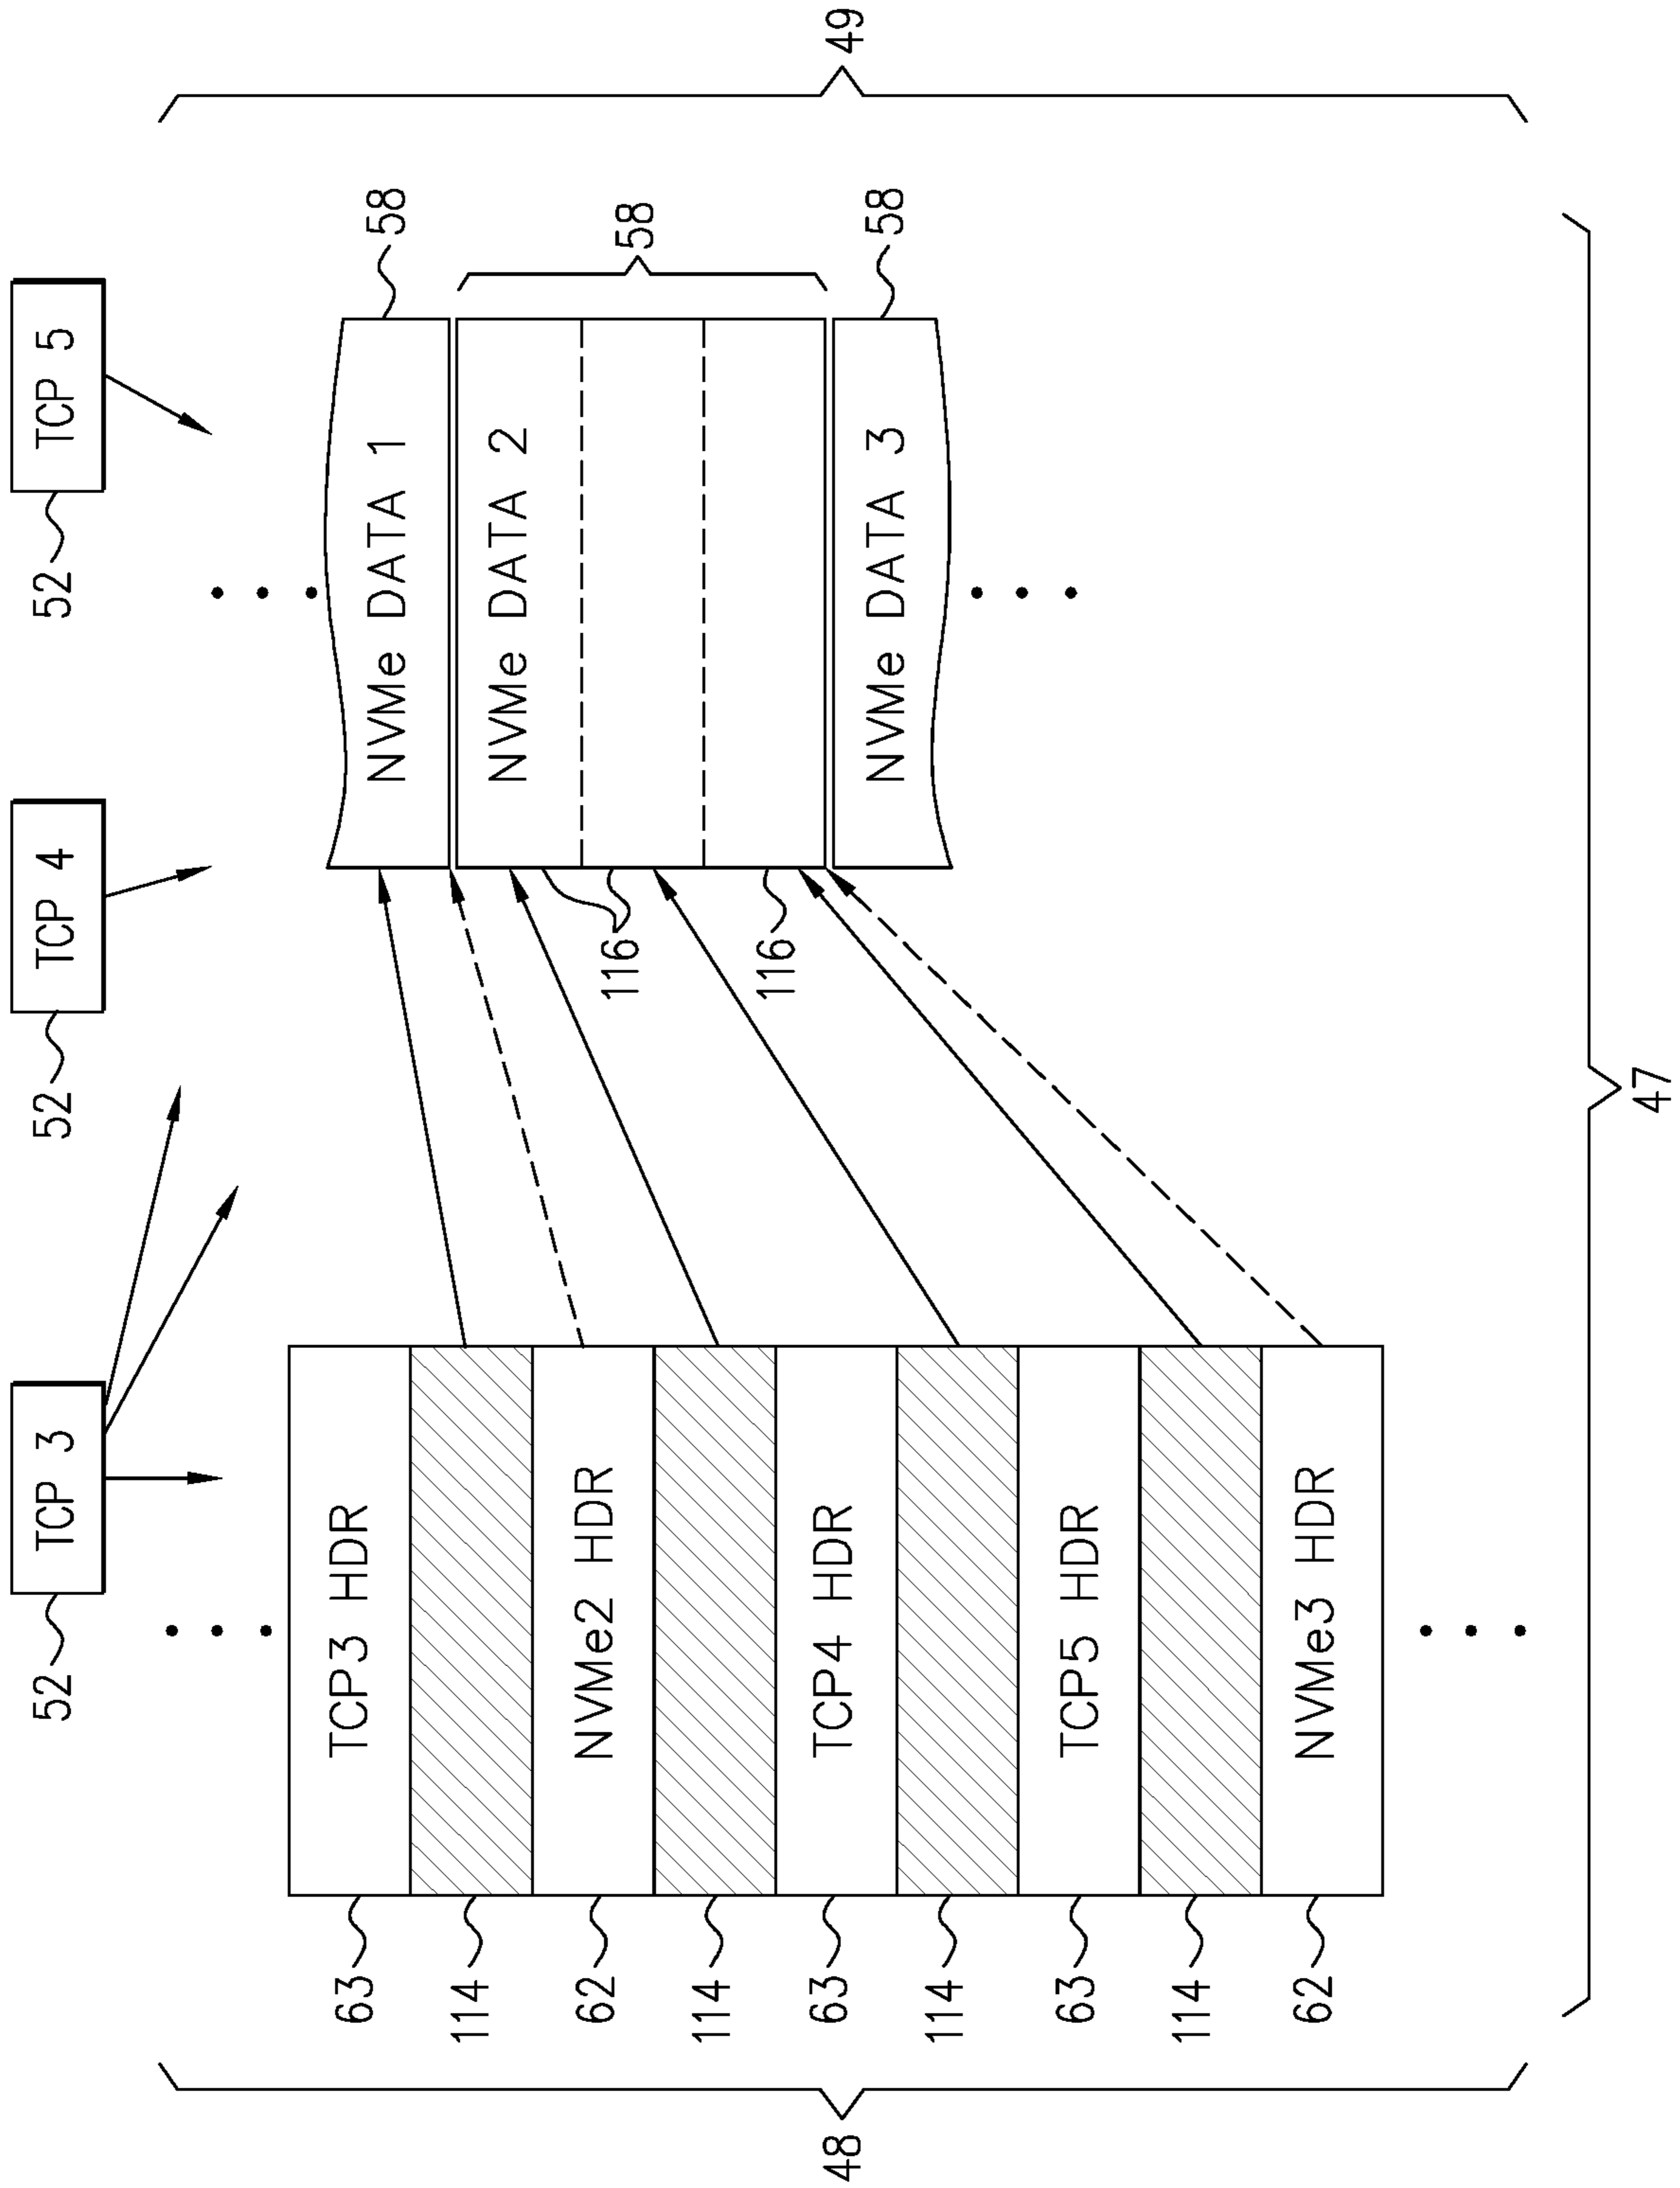 52
TCP 3
52
TCP 4
52
TCP 5
48
63
TCP3 HDR
114
62
NVMe2 HDR
114
63
TCP4 HDR
114
63
TCP5 HDR
114
62
NVMe3 HDR
NVMe DATA 1
58
NVMe DATA 2
116
58
116
NVMe DATA 3
58
49
47